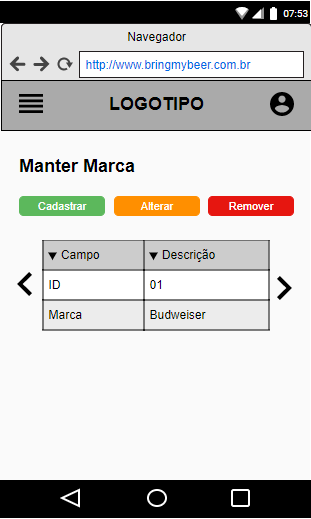 07:53
Navegador
http://www.bringmybeer.com.br
LOGOTIPO
Manter Marca
Cadastrar Alterar Remover
Campo Descrição
ID 01
Marca Budweiser